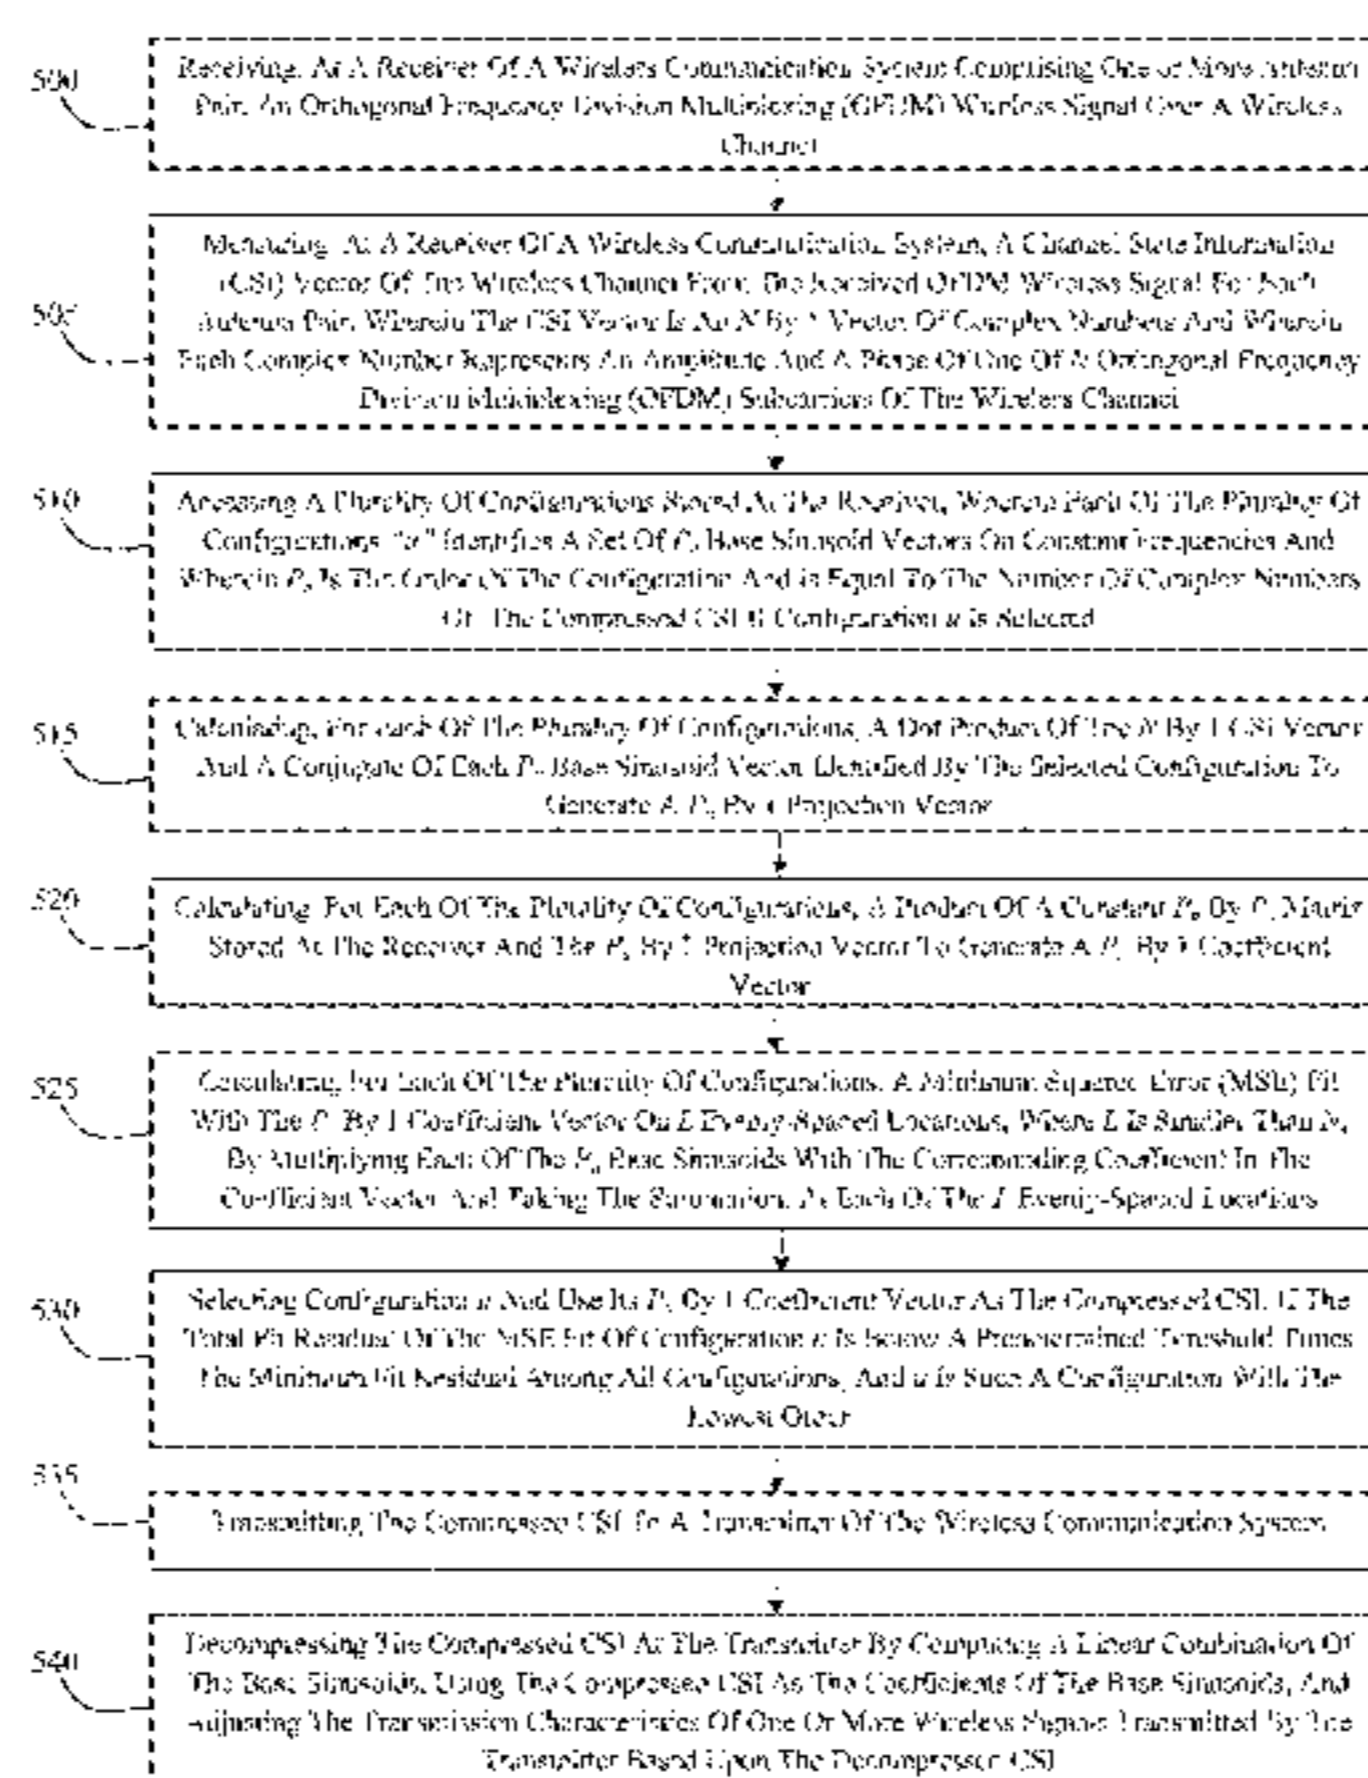 500
Receiving, At A Receiver Of A Wireless Communication System Comprising One or More Antenna
Pair, An Orthogonal Frequency Division Multiplexing (OFDM) Wireless Signal Over A Wireless
Channel
505
Measuring, At A Receiver Of A Wireless Communication System, A Channel State Information
(CSI) Vector Of The Wireless Channel From The Received OFDM Wireless Signal For Each
Antenna Pair, Wherein The CSI Vector Is An N By 1 Vector Of Complex Numbers And Wherein
Each Complex Number Represents An Amplitude And A Phase Of One Of N Orthogonal Frequency
Division Multiplexing (OFDM) Subcarriers Of The Wireless Channel
510
Accessing A Plurality Of Configurations Stored At The Receiver, Wherein Each Of The Plurality Of
Configurations "u" Identifies A Set Of Pu Base Sinusoid Vectors On Constant Frequencies And
Wherein Pu Is The Order Of The Configuration And is Equal To The Number Of Complex Numbers
Of The Compressed CSI If Configuration u is Selected
515
Calculating, For each Of The Plurality Of Configurations, A Dot Product Of The N By 1 CSI Vector
And A Conjugate Of Each Pu Base Sinusoid Vector Identified By The Selected Configuration To
Generate A Pu By 1 Projection Vector
520
Calculating, For Each Of The Plurality Of Configurations, A Product Of A Constant Pu By Pu Matrix
Stored At The Receiver And The Pu By 1 Projection Vector To Generate A Pu By 1 Coefficient
Vector
525
Calculating, For Each Of The Plurality Of Configurations, A Minimum Squared Error (MSE) Fit
With The Pu By 1 Coefficient Vector On L Evenly-Spaced Locations, Where L Is Smaller Than N,
By Multiplying Each Of The Pu Base Sinusoids With The Corresponding Coefficient In The
Coefficient Vector And Taking The Summation, At Each Of The L Evenly-Spaced Locations
530
Selecting Configuration u And Use Its Pu By 1 Coefficient Vector As The Compressed CSI, If The
Total Fit Residual Of The MSE Fit Of Configuration u Is Below A Predetermined Threshold Times
The Minimum Fit Residual Among All Configurations, And u is Such A Configuration With The
Lowest Order
535
Transmitting The Compressed CSI To A Transmitter Of The Wireless Communication System
540
Decompressing The Compressed CSI At The Transmitter By Computing A Linear Combination Of
The Base Sinusoids, Using The Compressed CSI As The Coefficients Of The Base Sinusoids, And
Adjusting The Transmission Characteristics Of One Or More Wireless Signals Transmitted By The
Transmitter Based Upon The Decompressed CSI